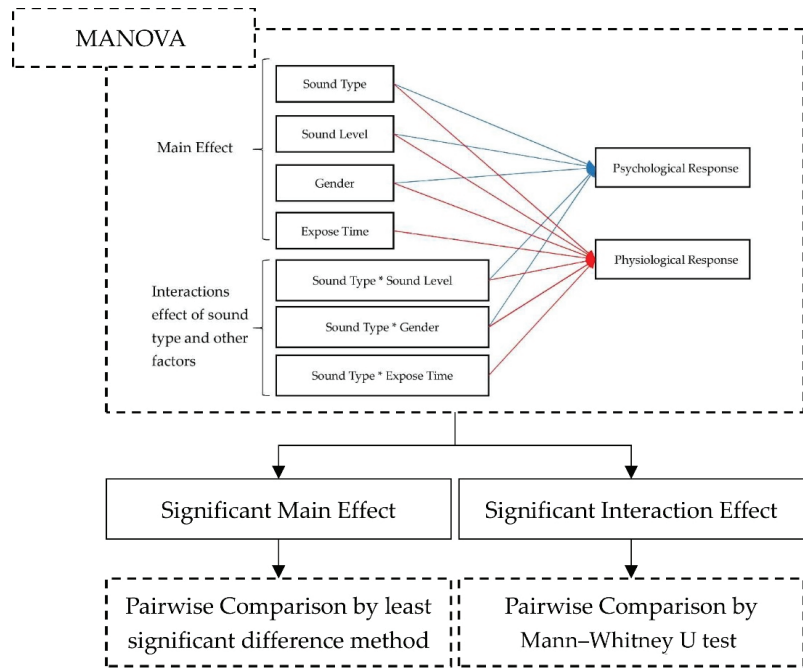 MANOVA
Main Effect
Sound Type
Sound Level
Gender
Expose Time
Interactions
effect of sound
type and other
factors
Sound Type * Sound Level
Sound Type * Gender
Sound Type * Expose Time
Psychological Response
Physiological Response
Significant Main Effect
Significant Interaction Effect
Pairwise Comparison by least
significant difference method
Pairwise Comparison by
Mann–Whitney U test